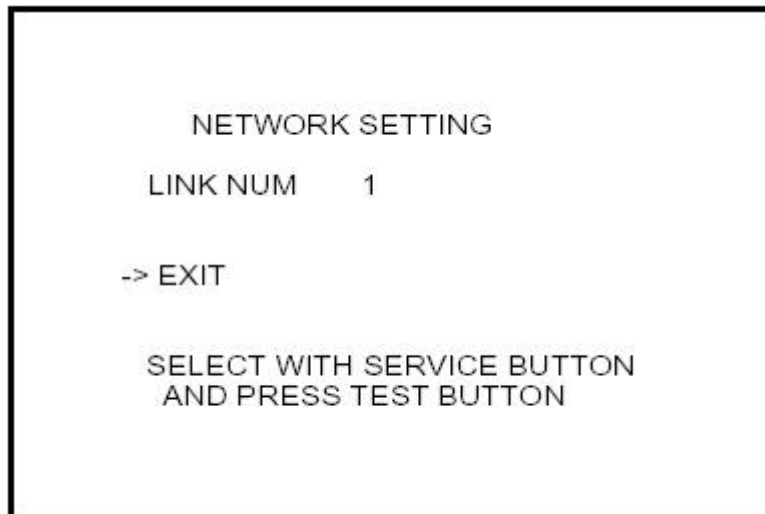 NETWORK SETTING
LINK NUM 1
-> EXIT
SELECT WITH SERVICE BUTTON
AND PRESS TEST BUTTON